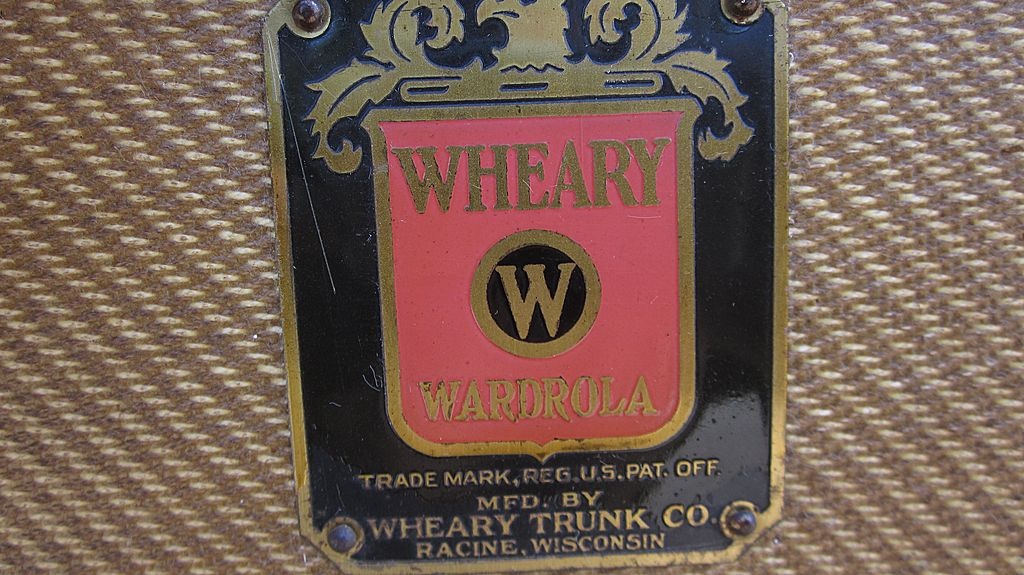 WHEARY
W
WARDROLA
TRADE MARK, REG. U.S. PAT. OFF.
MFD. BY
WHEARY TRUNK CO.
RACINE, WISCONSIN